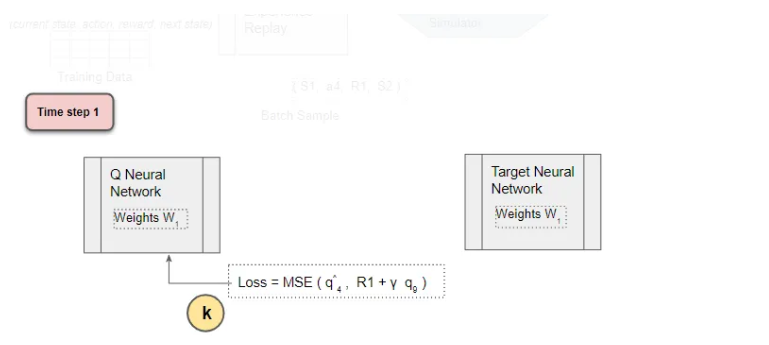 (current state, action, reward, next state)
Replay
Simulator
Training Data
( S1, a4, R1, S2 )
Batch Sample
Time step 1
Q Neural
Network
Weights W1
Target Neural
Network
Weights W1
Loss = MSE ( q^4 , R1 + γ q9 )
k